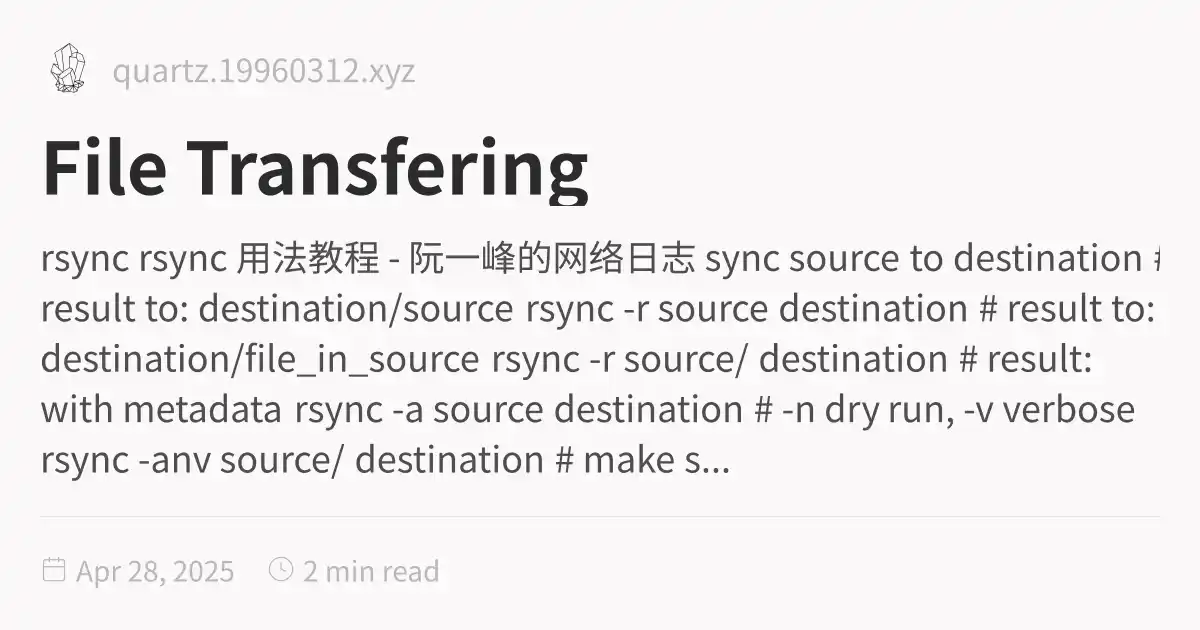 quartz.19960312.xyz
File Transfering
rsync rsync 用法教程 - 阮一峰的网络日志 sync source to destination #
result to: destination/source rsync -r source destination # result to:
destination/file_in_source rsync -r source/ destination # result:
with metadata rsync -a source destination # -n dry run, -v verbose
rsync -anv source/ destination # make s...
Apr 28, 2025 2 min read